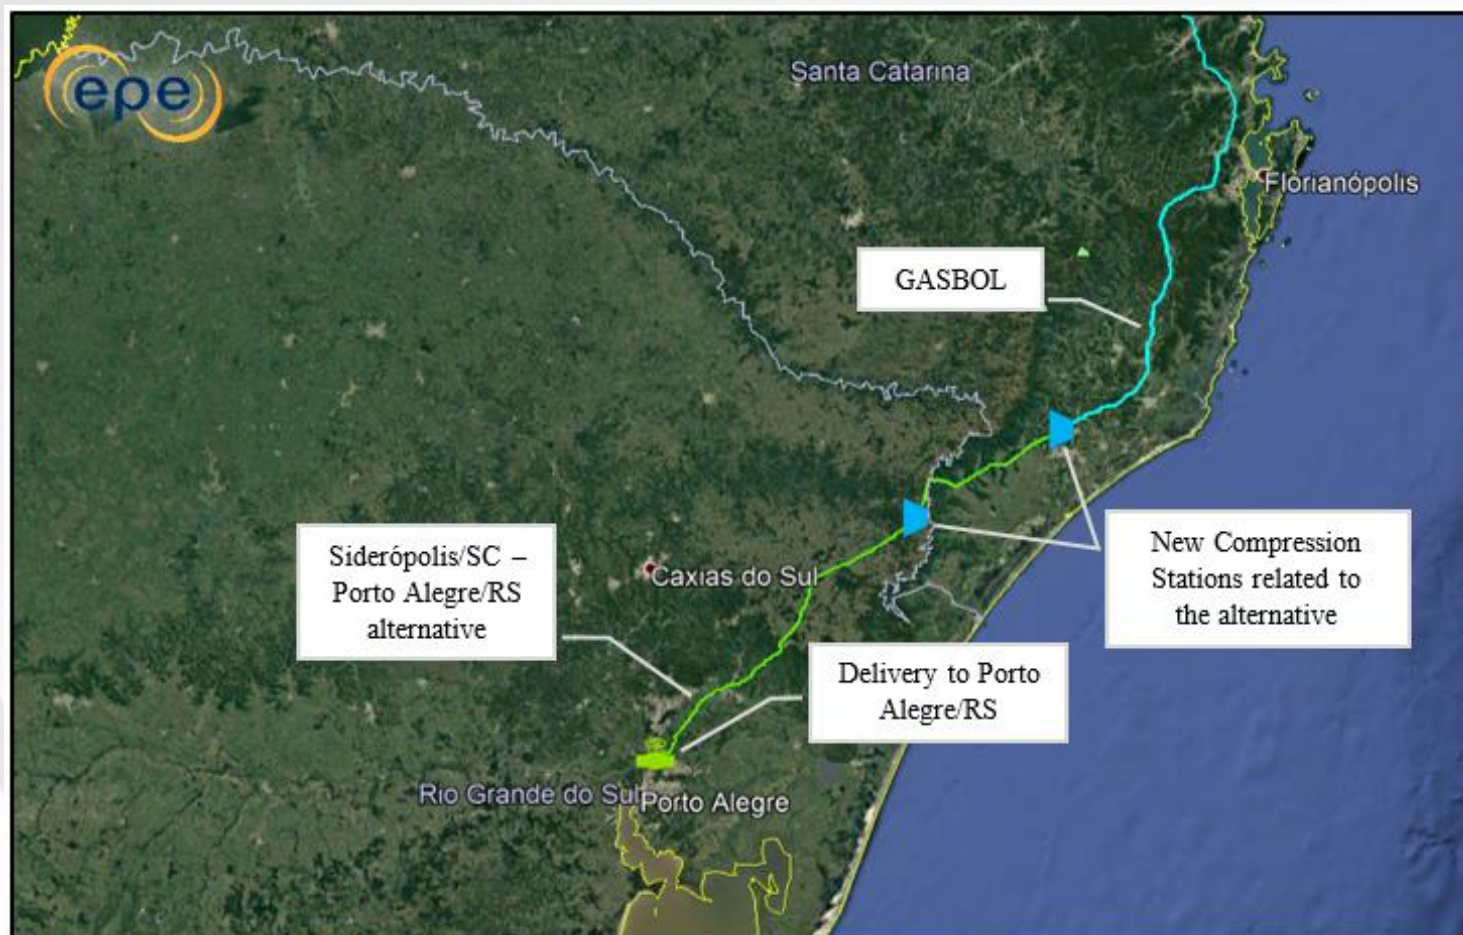 epe
Santa Catarina
Florianópolis
GASBOL
Siderópolis/SC –
Porto Alegre/RS
alternative
Caxias do Sul
New Compression
Stations related to
the alternative
Delivery to Porto
Alegre/RS
Rio Grande do Sul
Porto Alegre